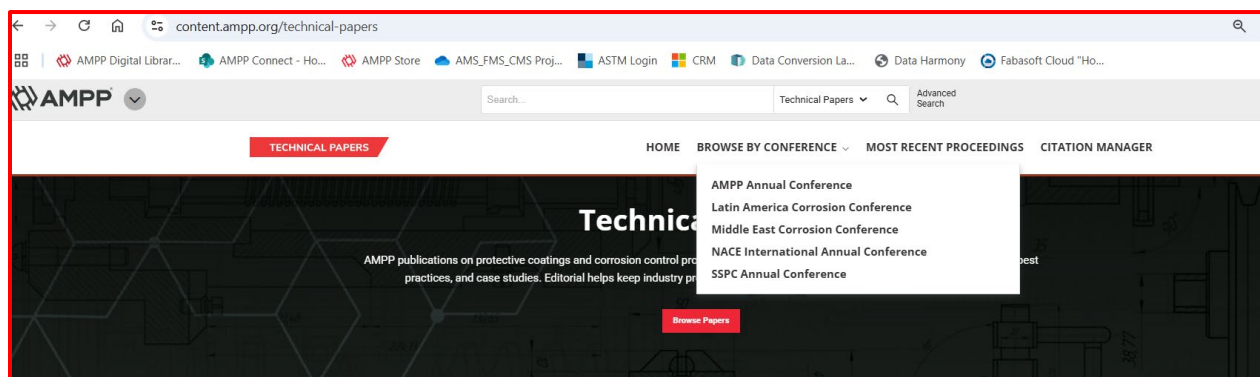 content.ampp.org/technical-papers
AMPP Digital Librar... AMPP Connect - Ho... AMPP Store AMS_FMS_CMS Proj... ASTM Login CRM Data Conversion La... Data Harmony Fabasoft Cloud "Ho...
AMPP Search... Technical Papers Advanced Search
TECHNICAL PAPERS HOME BROWSE BY CONFERENCE MOST RECENT PROCEEDINGS CITATION MANAGER
AMPP Annual Conference
Latin America Corrosion Conference
Middle East Corrosion Conference
NACE International Annual Conference
SSPC Annual Conference
Technic
AMPP publications on protective coatings and corrosion control pro best
practices, and case studies. Editorial helps keep industry pr
Browse Papers
38,77